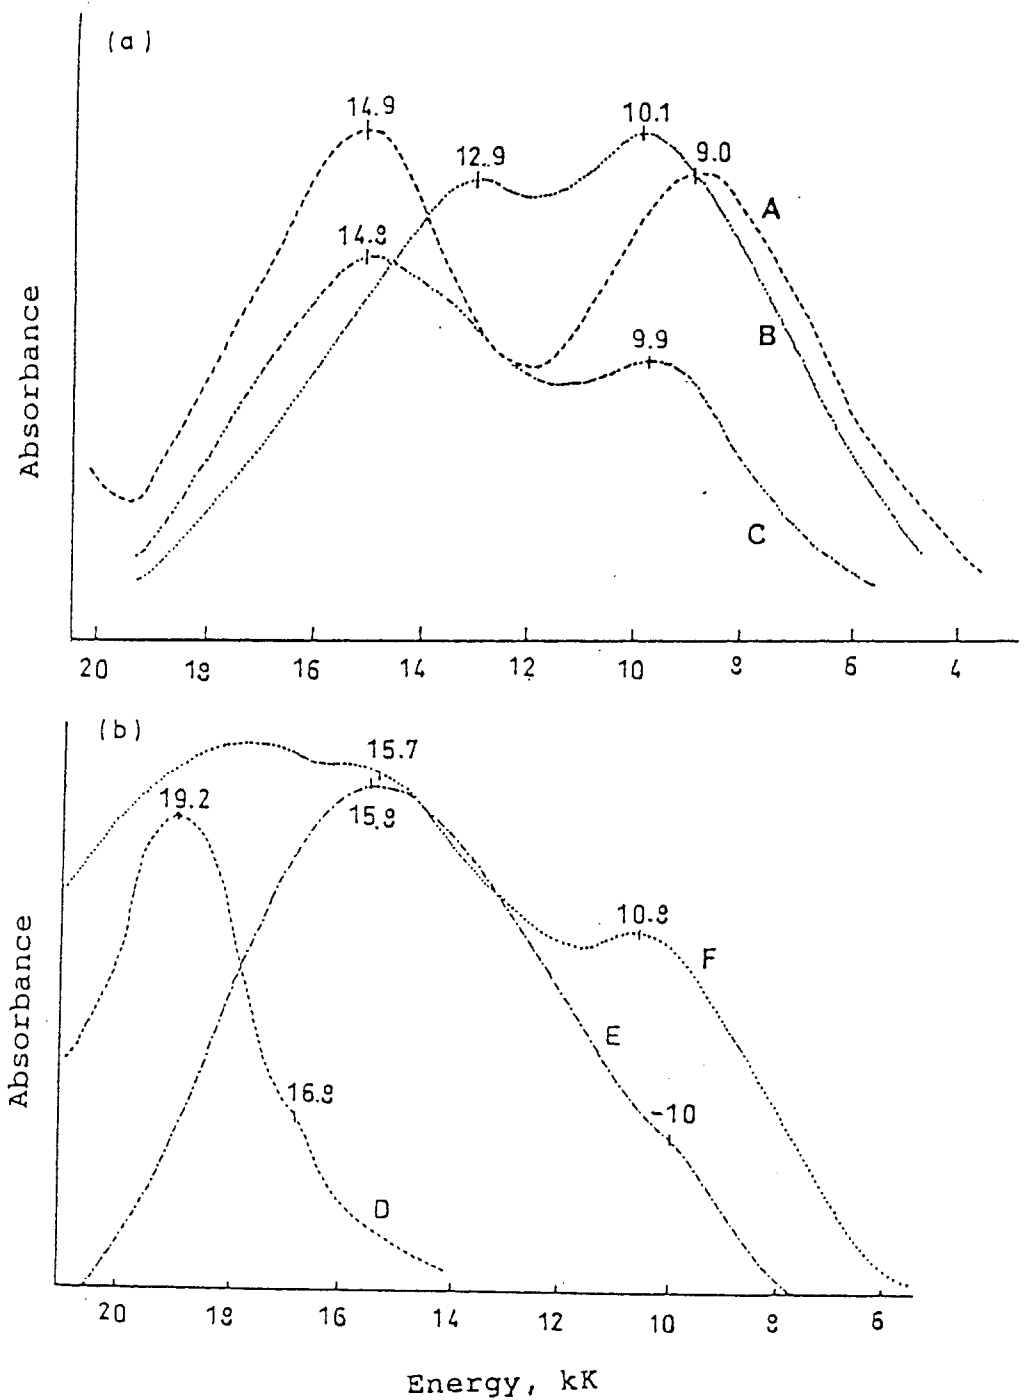 (a)
14.9
10.1
12.9
9.0
A
14.8
B
9.9
C
Absorbance
20 18 16 14 12 10 8 6 4
(b)
15.7
19.2
15.8
10.8
F
E
16.8
~10
D
Absorbance
20 18 16 14 12 10 8 6
Energy, kK